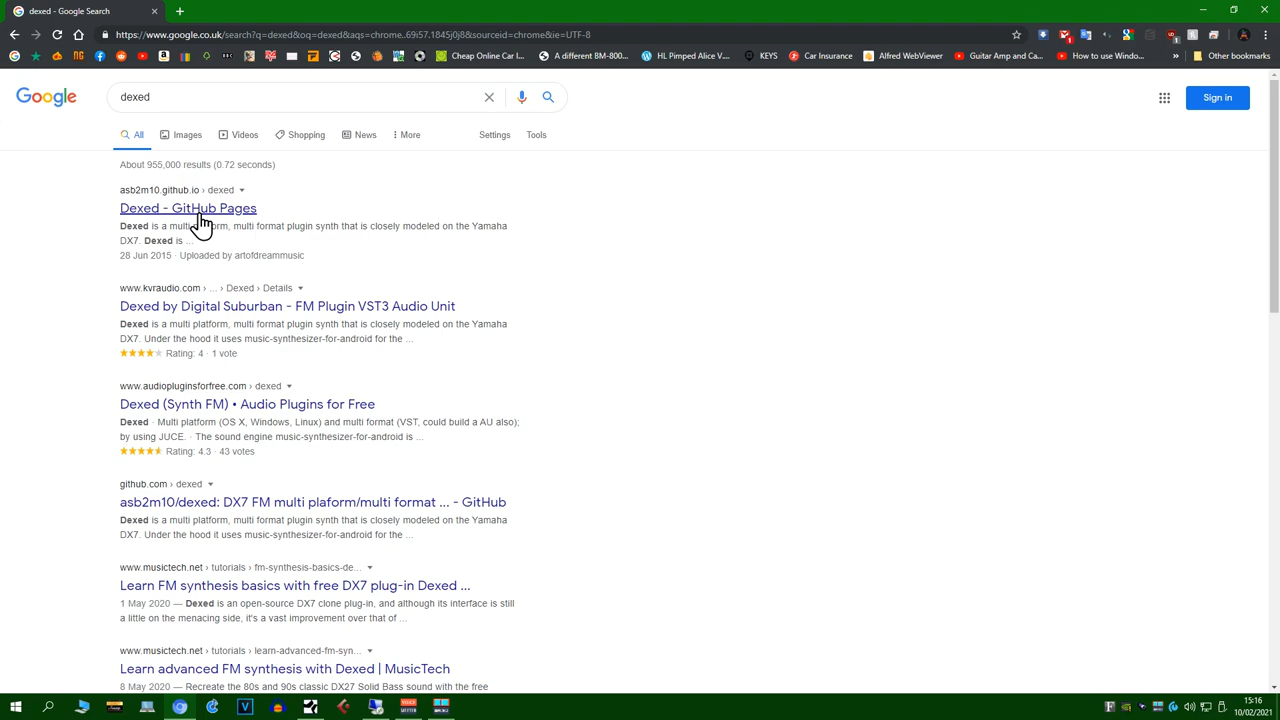 dexed - Google Search
https://www.google.co.uk/search?q=dexed&oq=dexed&aqs=chrome..69i57.1845j0j8&sourceid=chrome&ie=UTF-8
Cheap Online Car I...
A different BM-800...
HL Pimped Alice V...
KEYS
Car Insurance
Alfred WebViewer
Guitar Amp and Ca...
How to use Windo...
Other bookmarks
Google
dexed
Sign in
All
Images
Videos
Shopping
News
More
Settings
Tools
About 955,000 results (0.72 seconds)
asb2m10.github.io › dexed
Dexed - GitHub Pages
Dexed is a multi platform, multi format plugin synth that is closely modeled on the Yamaha
DX7. Dexed is ...
28 Jun 2015 · Uploaded by artofdreammusic
www.kvraudio.com › ... › Dexed › Details
Dexed by Digital Suburban - FM Plugin VST3 Audio Unit
Dexed is a multi platform, multi format plugin synth that is closely modeled on the Yamaha
DX7. Under the hood it uses music-synthesizer-for-android for the ...
Rating: 4 · 1 vote
www.audiopluginsforfree.com › dexed
Dexed (Synth FM) • Audio Plugins for Free
Dexed · Multi platform (OS X, Windows, Linux) and multi format (VST, could build a AU also);
by using JUCE. · The sound engine music-synthesizer-for-android is ...
Rating: 4.3 · 43 votes
github.com › dexed
asb2m10/dexed: DX7 FM multi plaform/multi format ... - GitHub
Dexed is a multi platform, multi format plugin synth that is closely modeled on the Yamaha
DX7. Under the hood it uses music-synthesizer-for-android for the ...
www.musictech.net › tutorials › fm-synthesis-basics-de...
Learn FM synthesis basics with free DX7 plug-in Dexed ...
1 May 2020 — Dexed is an open-source DX7 clone plug-in, and although its interface is still
a little on the menacing side, it's a vast improvement over that of ...
www.musictech.net › tutorials › learn-advanced-fm-syn...
Learn advanced FM synthesis with Dexed | MusicTech
8 May 2020 — Recreate the 80s and 90s classic DX27 Solid Bass sound with the free
15:16
10/02/2021